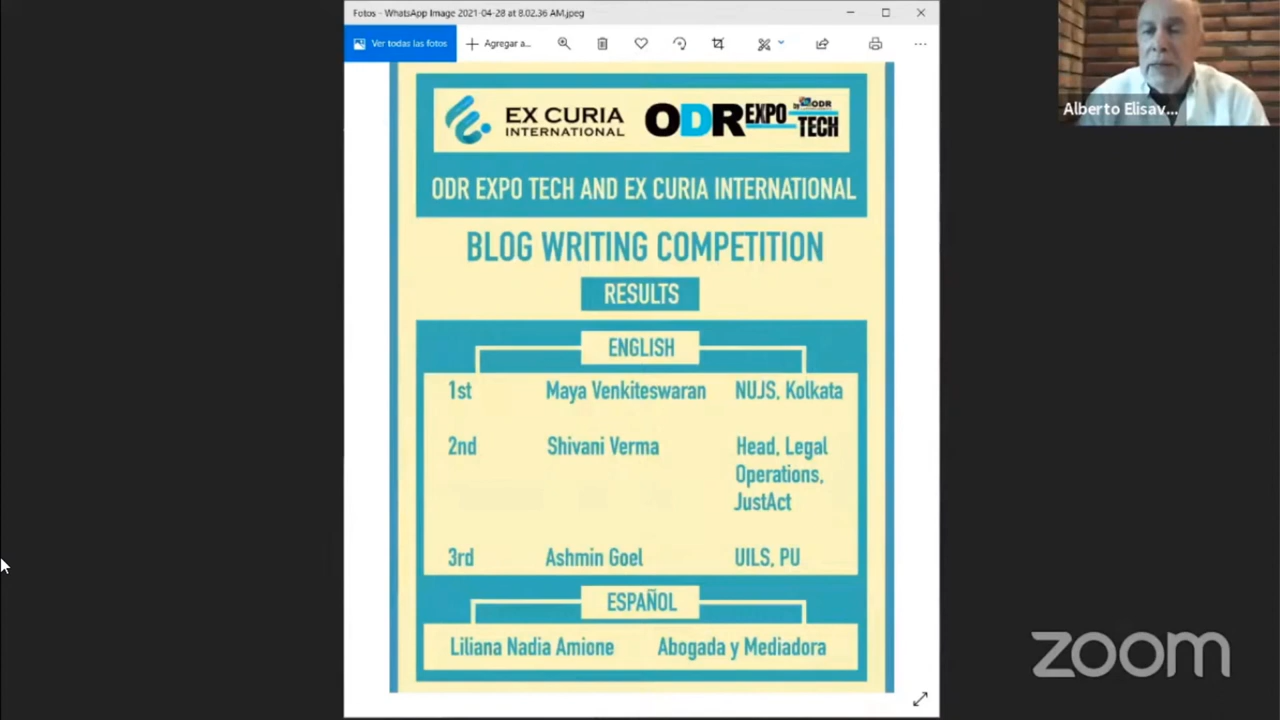 Fotos - WhatsApp Image 2021-04-28 at 8.02.36 AM.jpeg
Ver todas las fotos
Agregar a...
Alberto Elisav...
EX CURIA
INTERNATIONAL
ODR EXPO
by ODR
TECH
ODR EXPO TECH AND EX CURIA INTERNATIONAL
BLOG WRITING COMPETITION
RESULTS
ENGLISH
1st Maya Venkiteswaran NUJS, Kolkata
2nd Shivani Verma Head, Legal
Operations,
JustAct
3rd Ashmin Goel UILS, PU
ESPAÑOL
Liliana Nadia Amione Abogada y Mediadora
zoom